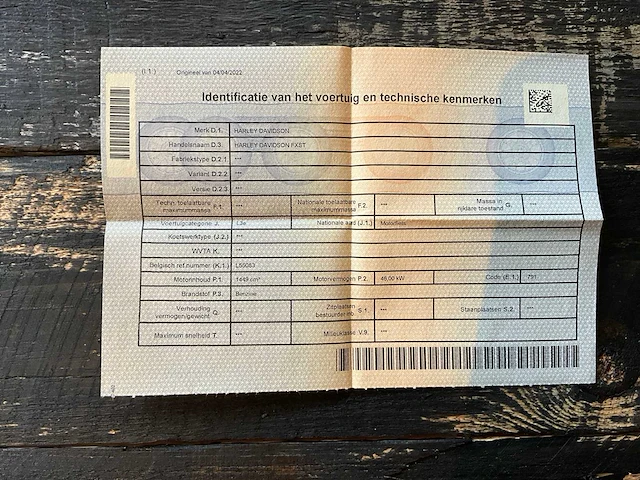 (I.1.) Origineel van 04/04/2022
Identificatie van het voertuig en technische kenmerken
Merk D.1. HARLEY DAVIDSON
Handelsnaam D.3. HARLEY DAVIDSON FXST
Fabriekstype D.2.1. ***
Variant D.2.2. ***
Versie D.2.3. ***
Techn. toelaatbare maximummassa F.1. *** Nationale toelaatbare maximummassa F.2. *** Massa in rijklare toestand G. ***
Voertuigcategorie J. L3e Nationale aard (J.1.) Motorfiets
Koetswerktype (J.2.) ***
WVTA K. ***
Belgisch ref.nummer (K.1.)
Motorinhoud P.1. 1449 cm³ Motorvermogen P.2. 46,00 kW Code (E.1.) 791
Brandstof P.3. Benzine
Verhouding vermogen/gewicht Q. *** Zitplaatsen bestuurder inb. S.1. *** Staanplaatsen S.2. ***
Maximum snelheid T. *** Milieuklasse V.9. ***